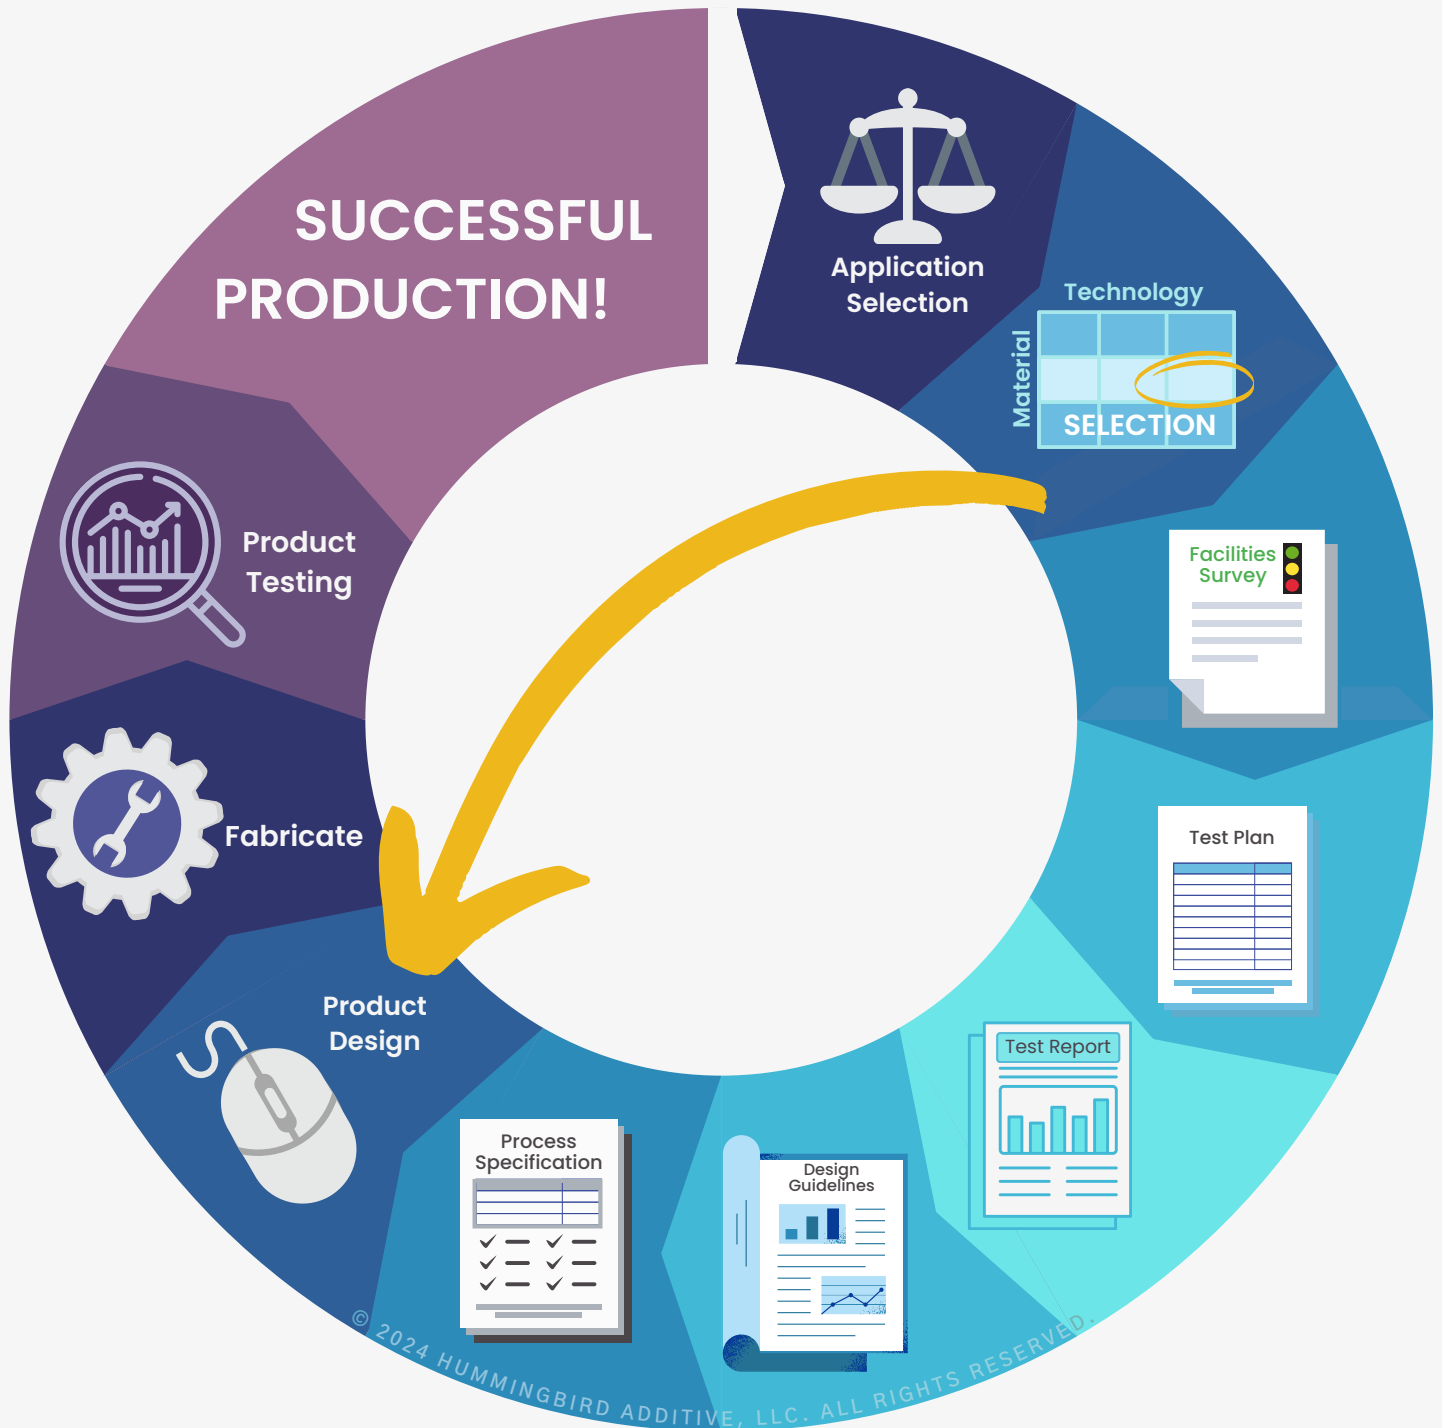 SUCCESSFUL
PRODUCTION!
Application
Selection
Technology
Material
SELECTION
Facilities
Survey
Test Plan
Test Report
Design
Guidelines
Process
Specification
Product
Design
Fabricate
Product
Testing
© 2024 HUMMINGBIRD ADDITIVE, LLC. ALL RIGHTS RESERVED.